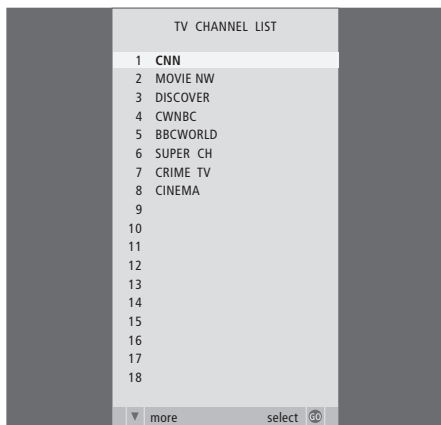 TV CHANNEL LIST
1 CNN
2 MOVIE NW
3 DISCOVER
4 CWNBC
5 BBCWORLD
6 SUPER CH
7 CRIME TV
8 CINEMA
9
10
11
12
13
14
15
16
17
18
▼ more select GO